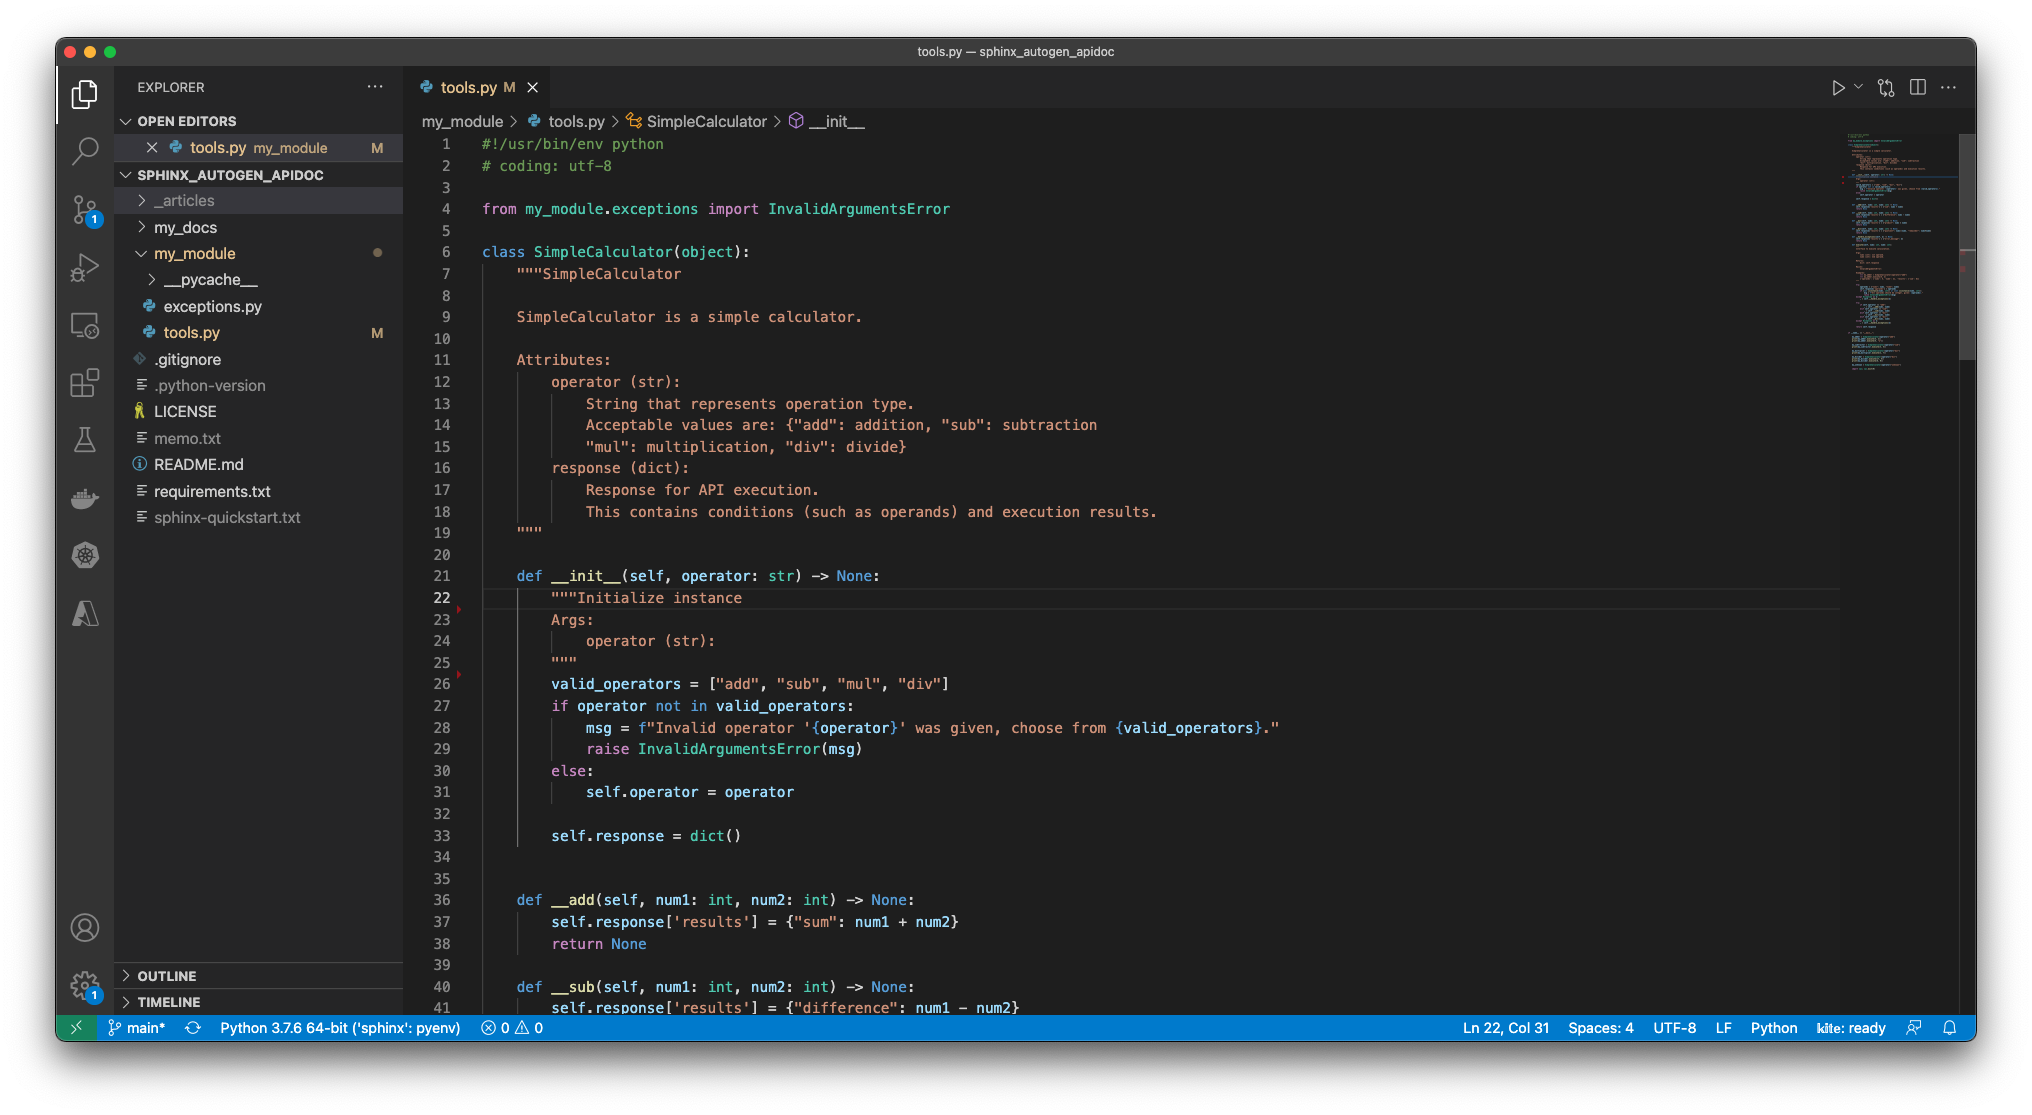 tools.py — sphinx_autogen_apidoc
EXPLORER
OPEN EDITORS
tools.py my_module M
SPHINX_AUTOGEN_APIDOC
_articles
my_docs
my_module
__pycache__
exceptions.py
tools.py M
.gitignore
.python-version
LICENSE
memo.txt
README.md
requirements.txt
sphinx-quickstart.txt
OUTLINE
TIMELINE
1
1
tools.py M
my_module > tools.py > SimpleCalculator > __init__
1 #!/usr/bin/env python
2 # coding: utf-8
3
4 from my_module.exceptions import InvalidArgumentsError
5
6 class SimpleCalculator(object):
7 """SimpleCalculator
8
9 SimpleCalculator is a simple calculator.
10
11 Attributes:
12 operator (str):
13 String that represents operation type.
14 Acceptable values are: {"add": addition, "sub": subtraction
15 "mul": multiplication, "div": divide}
16 response (dict):
17 Response for API execution.
18 This contains conditions (such as operands) and execution results.
19 """
20
21 def __init__(self, operator: str) -> None:
22 """Initialize instance
23 Args:
24 operator (str):
25 """
26 valid_operators = ["add", "sub", "mul", "div"]
27 if operator not in valid_operators:
28 msg = f"Invalid operator '{operator}' was given, choose from {valid_operators}."
29 raise InvalidArgumentsError(msg)
30 else:
31 self.operator = operator
32
33 self.response = dict()
34
35
36 def __add(self, num1: int, num2: int) -> None:
37 self.response['results'] = {"sum": num1 + num2}
38 return None
39
40 def __sub(self, num1: int, num2: int) -> None:
41 self.response['results'] = {"difference": num1 - num2}
main* Python 3.7.6 64-bit ('sphinx': pyenv) 0 0 Ln 22, Col 31 Spaces: 4 UTF-8 LF Python kite: ready